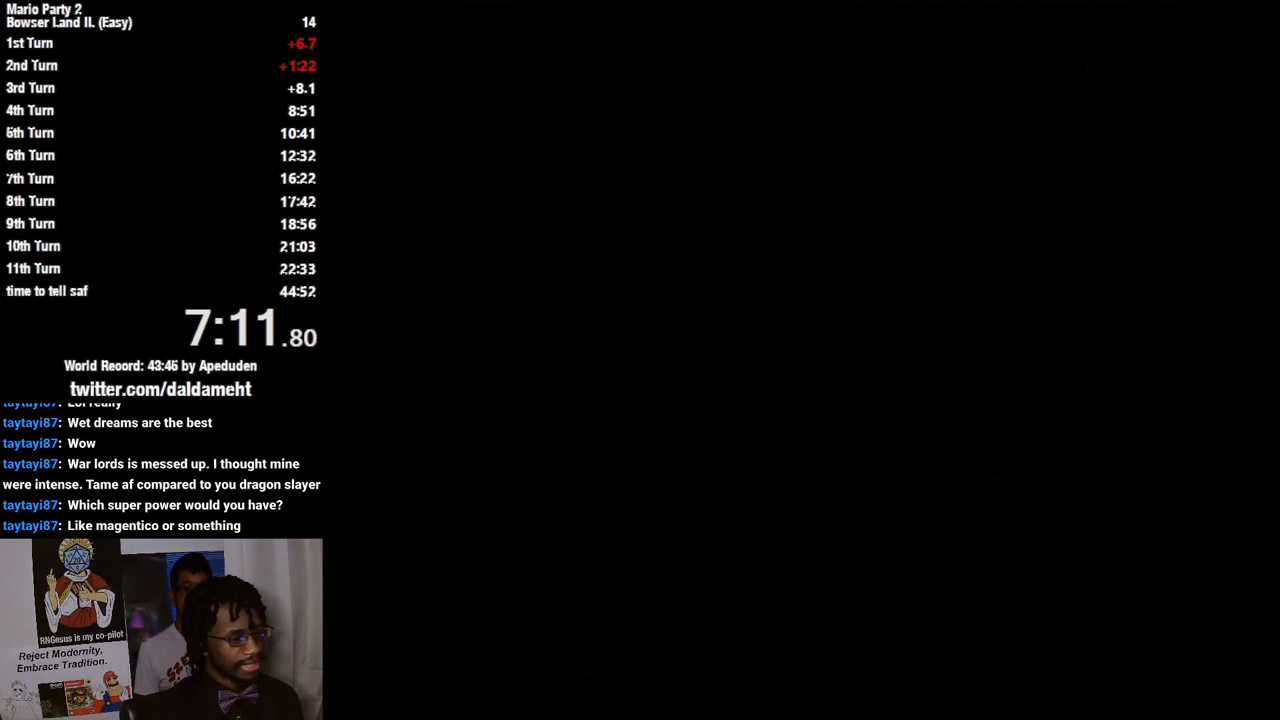 Mario Party 2
Bowser Land IL (Easy) 14
1st Turn +6.7
2nd Turn +1:22
3rd Turn +8.1
4th Turn 8:51
5th Turn 10:41
6th Turn 12:32
7th Turn 16:22
8th Turn 17:42
9th Turn 18:56
10th Turn 21:03
11th Turn 22:33
time to tell saf 44:52
7:11.80
World Record: 43:45 by Apeduden
twitter.com/daldameht
taytayi87: Lol really
taytayi87: Wet dreams are the best
taytayi87: Wow
taytayi87: War lords is messed up. I thought mine
were intense. Tame af compared to you dragon slayer
taytayi87: Which super power would you have?
taytayi87: Like magentico or something
RNGesus is my co-pilot
Reject Modernity,
Embrace Tradition.